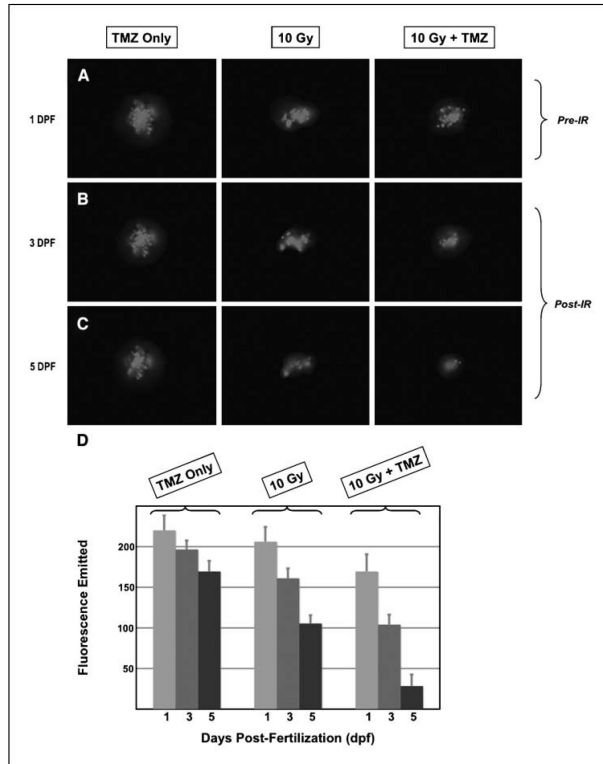 TMZ Only 10 Gy 10 Gy + TMZ
A
1 DPF
Pre-IR
B
3 DPF
Post-IR
C
5 DPF
D
TMZ Only 10 Gy 10 Gy + TMZ
Fluorescence Emitted
200
150
100
50
1 3 5 1 3 5 1 3 5
Days Post-Fertilization (dpf)